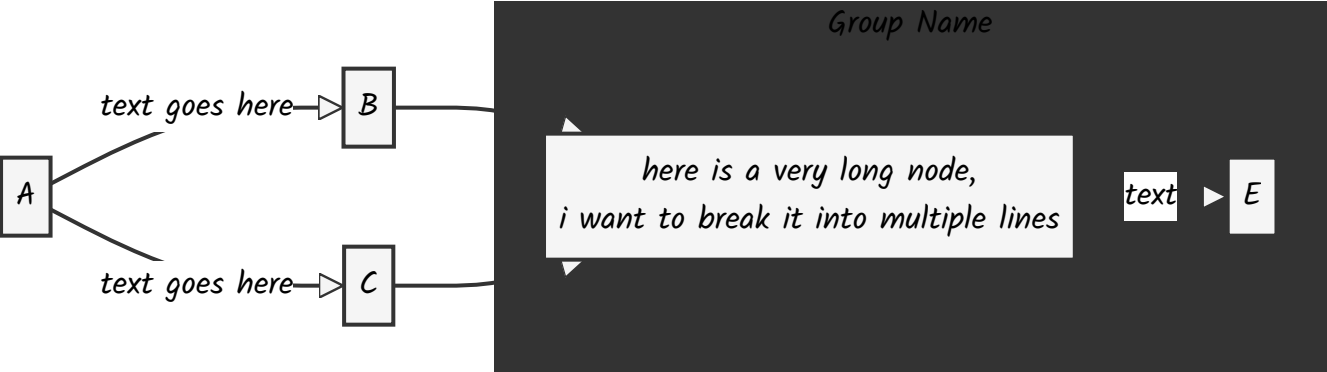 Group Name
text goes here
B
here is a very long node,
i want to break it into multiple lines
A
text
E
text goes here
C